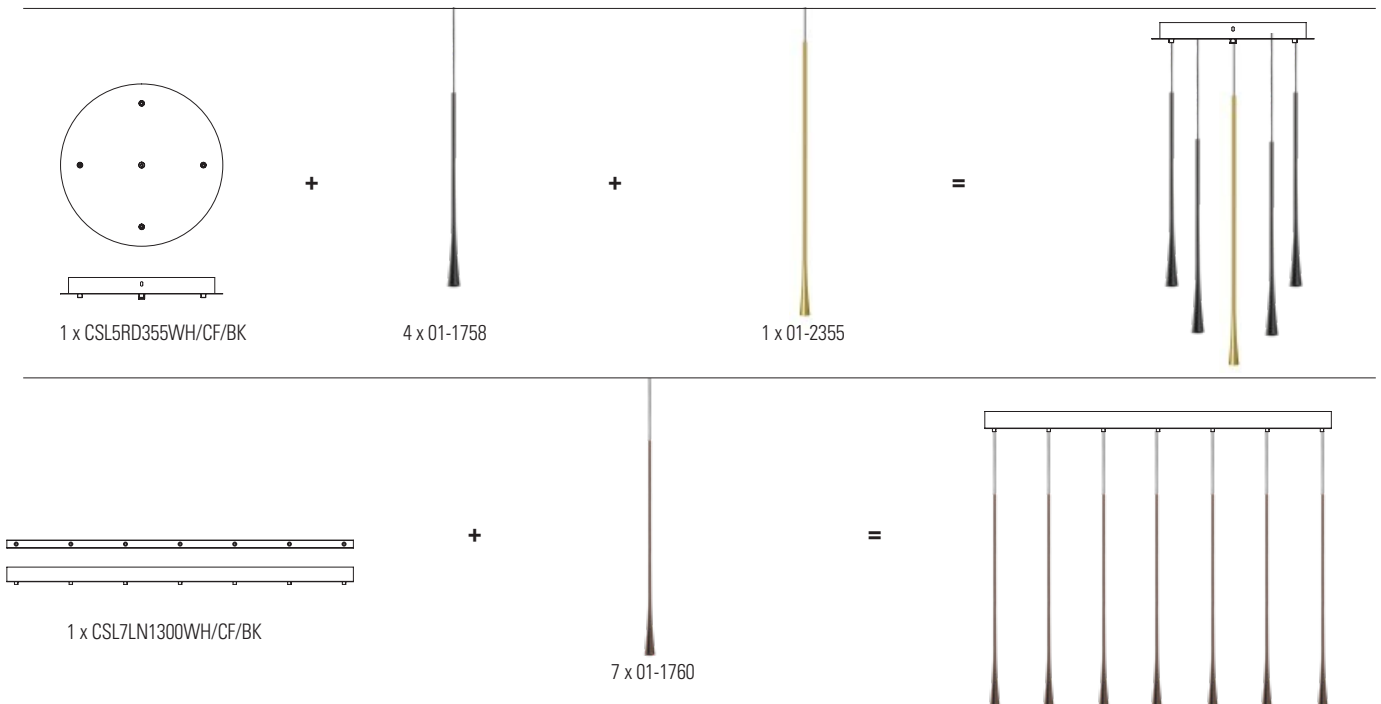 +
+
=
1 x CSL5RD355WH/CF/BK
4 x 01-1758
1 x 01-2355
+
=
1 x CSL7LN1300WH/CF/BK
7 x 01-1760